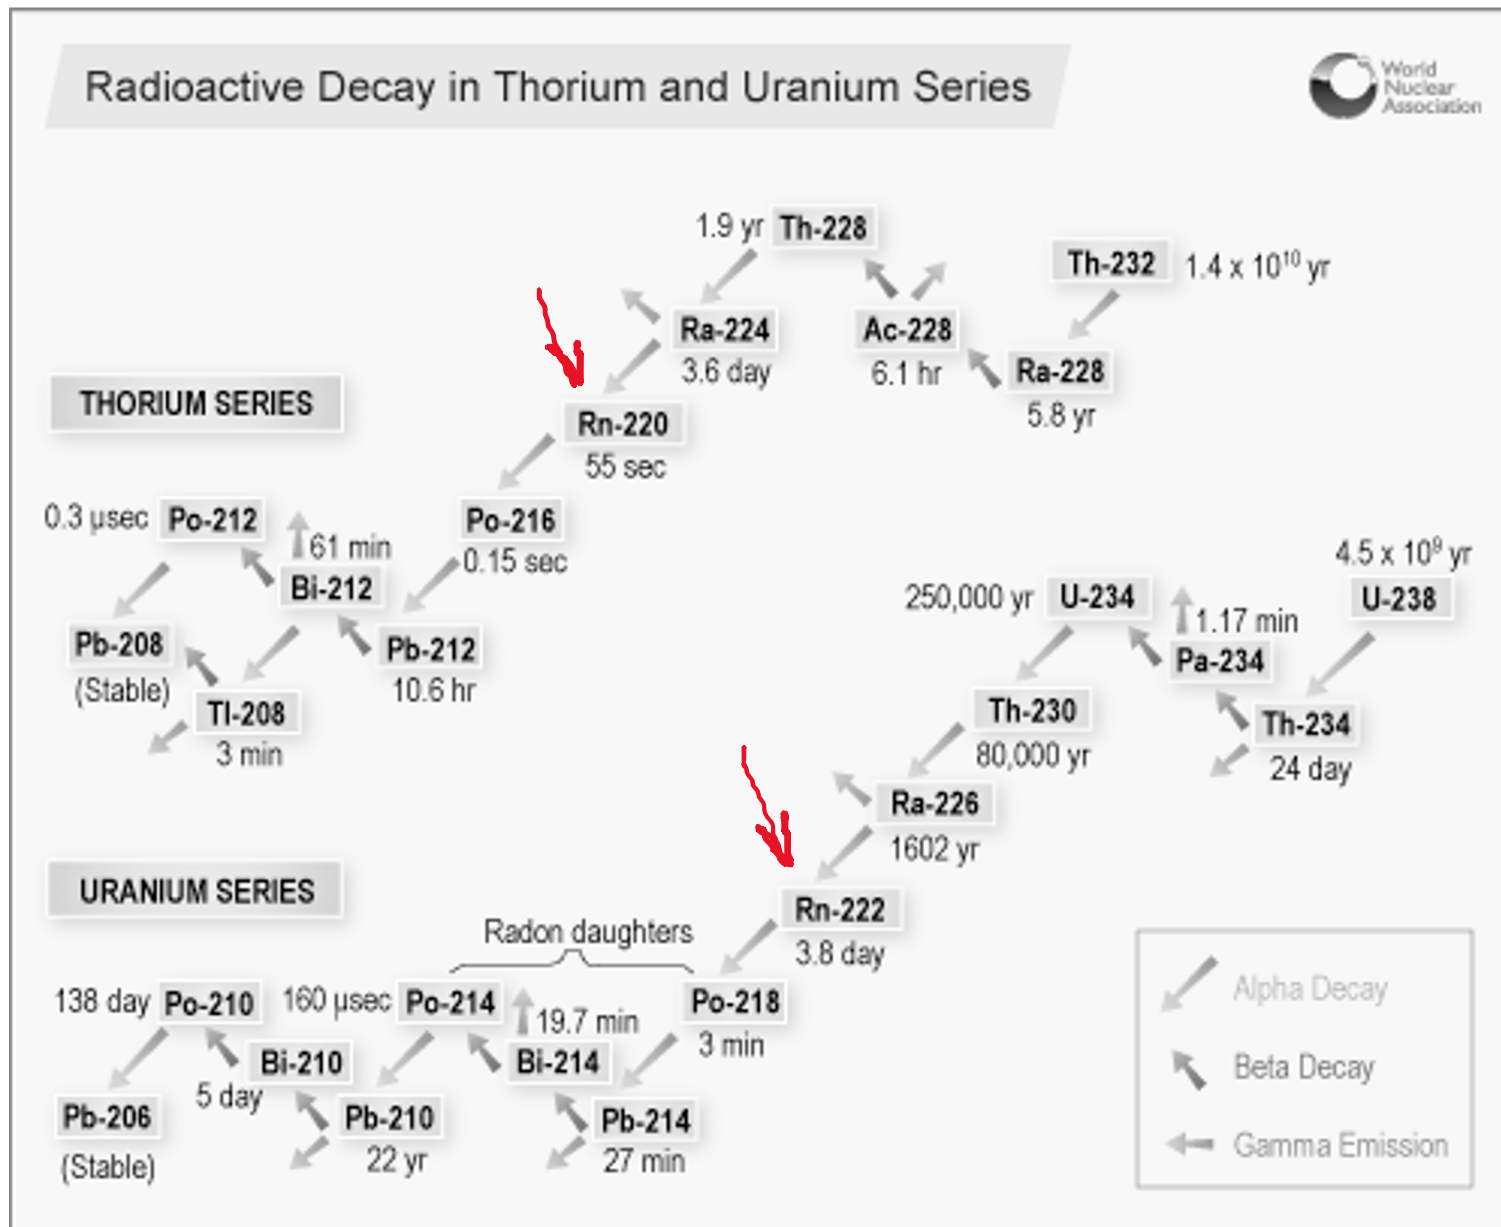 Radioactive Decay in Thorium and Uranium Series
World
Nuclear
Association
1.9 yr Th-228
Th-232 1.4 x 10¹⁰ yr
Ra-224
3.6 day
Ac-228
6.1 hr
Ra-228
5.8 yr
THORIUM SERIES
Rn-220
55 sec
0.3 µsec Po-212
Po-216
0.15 sec
61 min
Bi-212
Pb-208
(Stable)
Pb-212
10.6 hr
Tl-208
3 min
4.5 x 10⁹ yr
U-238
250,000 yr U-234
1.17 min
Pa-234
Th-230
80,000 yr
Th-234
24 day
Ra-226
1602 yr
URANIUM SERIES
Rn-222
3.8 day
Radon daughters
138 day Po-210
160 µsec Po-214
19.7 min
Po-218
3 min
Bi-210
5 day
Bi-214
Pb-206
(Stable)
Pb-210
22 yr
Pb-214
27 min
Alpha Decay
Beta Decay
Gamma Emission